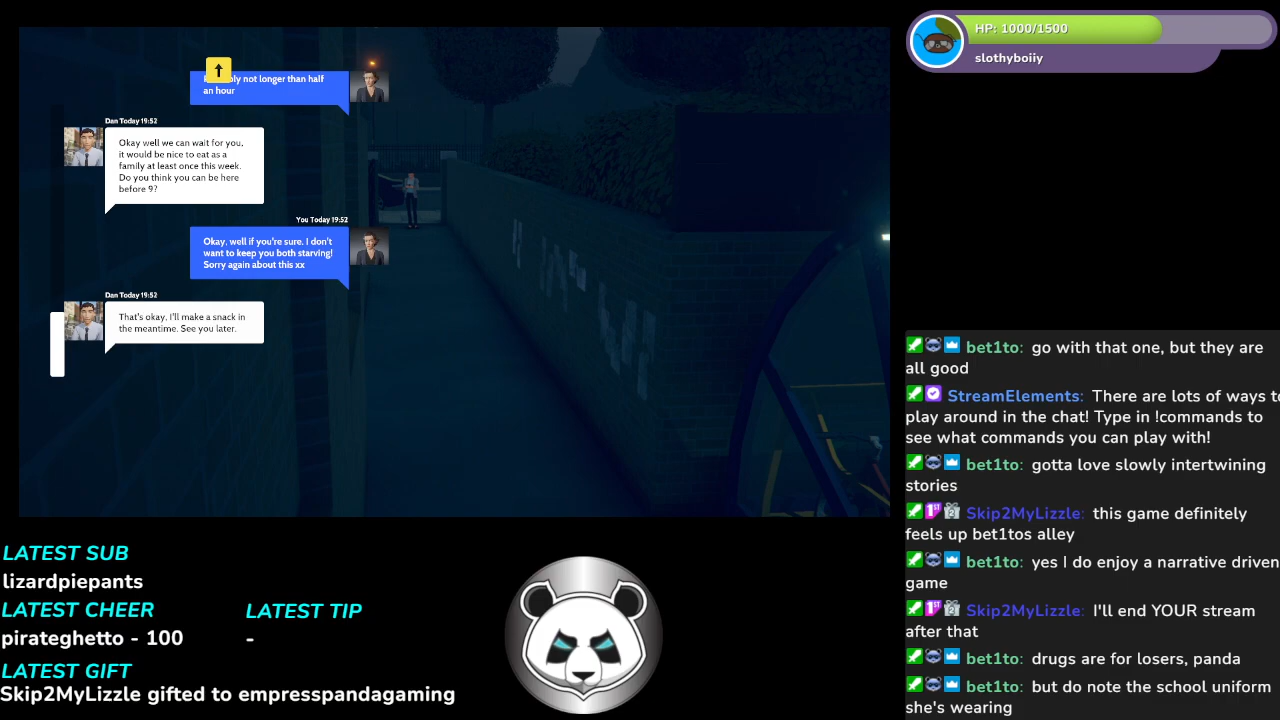 not longer than half
an hour
Dan Today 19:52
Okay well we can wait for you,
it would be nice to eat as a
family at least once this week.
Do you think you can be here
before 9?
You Today 19:52
Okay, well if you're sure. I don't
want to keep you both starving!
Sorry again about this xx
Dan Today 19:52
That's okay, I'll make a snack in
the meantime. See you later.
HP: 1000/1500
slothyboiiy
bet1to: go with that one, but they are
all good
StreamElements: There are lots of ways to
play around in the chat! Type in !commands to
see what commands you can play with!
bet1to: gotta love slowly intertwining
stories
Skip2MyLizzle: this game definitely
feels up bet1tos alley
bet1to: yes I do enjoy a narrative driven
game
Skip2MyLizzle: I'll end YOUR stream
after that
bet1to: drugs are for losers, panda
bet1to: but do note the school uniform
she's wearing
LATEST SUB
lizardpiepants
LATEST CHEER
pirateghetto - 100
LATEST TIP
-
LATEST GIFT
Skip2MyLizzle gifted to empresspandagaming